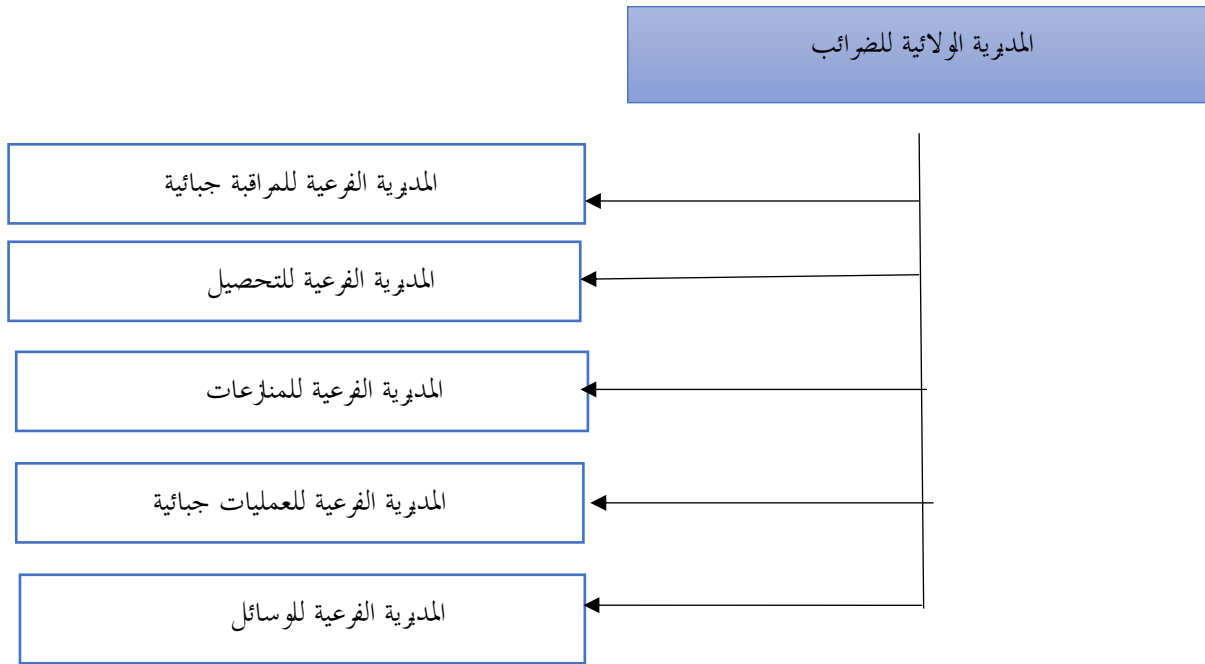 المديرية الولائية للضرائب
المديرية الفرعية للمراقبة جبائية
المديرية الفرعية للتحصيل
المديرية الفرعية للمنازعات
المديرية الفرعية للعمليات جبائية
المديرية الفرعية للوسائل